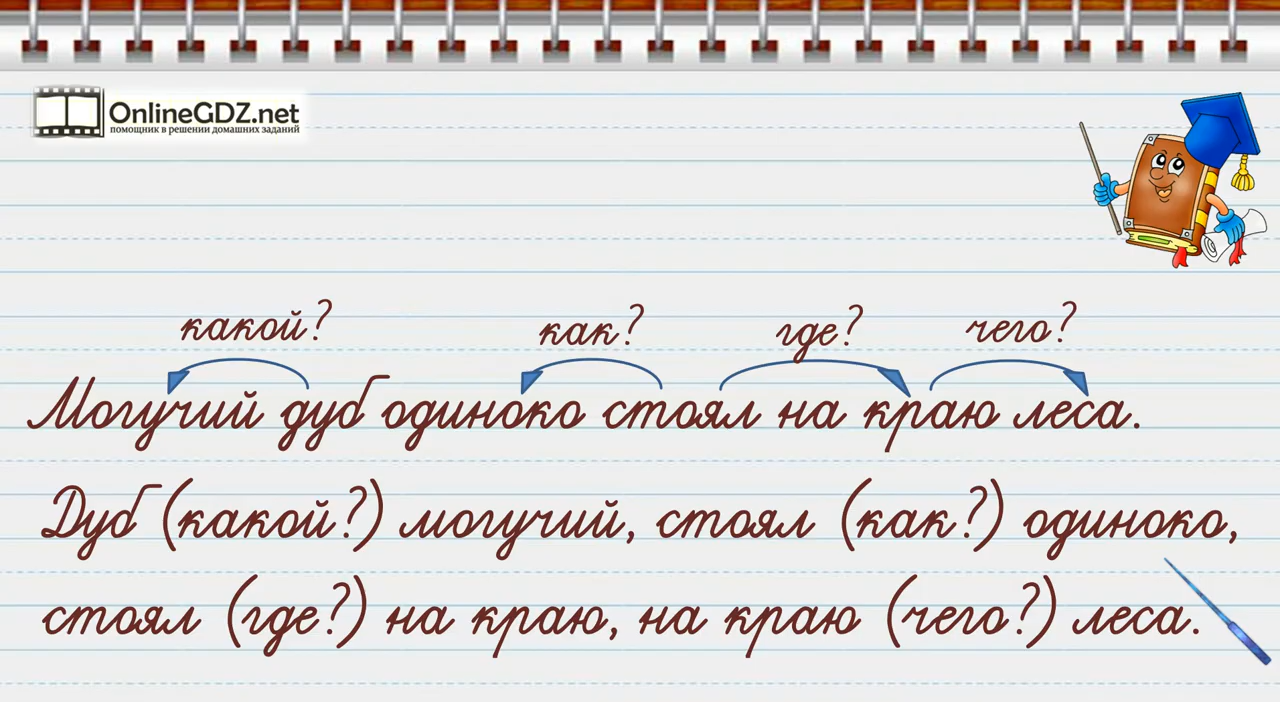 OnlineGDZ.net
помощник в решении домашних заданий
какой? как? где? чего?
Могучий дуб одиноко стоял на краю леса.
Дуб (какой?) могучий, стоял (как?) одиноко,
стоял (где?) на краю, на краю (чего?) леса.